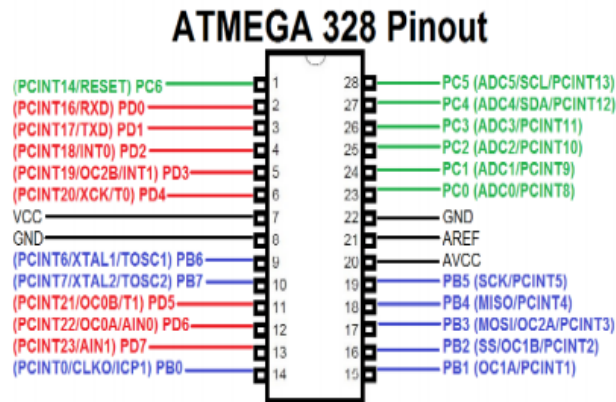 ATMEGA 328 Pinout
(PCINT14/RESET) PC6 1 28 PC5 (ADC5/SCL/PCINT13)
(PCINT16/RXD) PD0 2 27 PC4 (ADC4/SDA/PCINT12)
(PCINT17/TXD) PD1 3 26 PC3 (ADC3/PCINT11)
(PCINT18/INT0) PD2 4 25 PC2 (ADC2/PCINT10)
(PCINT19/OC2B/INT1) PD3 5 24 PC1 (ADC1/PCINT9)
(PCINT20/XCK/T0) PD4 6 23 PC0 (ADC0/PCINT8)
VCC 7 22 GND
GND 8 21 AREF
(PCINT6/XTAL1/TOSC1) PB6 9 20 AVCC
(PCINT7/XTAL2/TOSC2) PB7 10 19 PB5 (SCK/PCINT5)
(PCINT21/OC0B/T1) PD5 11 18 PB4 (MISO/PCINT4)
(PCINT22/OC0A/AIN0) PD6 12 17 PB3 (MOSI/OC2A/PCINT3)
(PCINT23/AIN1) PD7 13 16 PB2 (SS/OC1B/PCINT2)
(PCINT0/CLKO/ICP1) PB0 14 15 PB1 (OC1A/PCINT1)